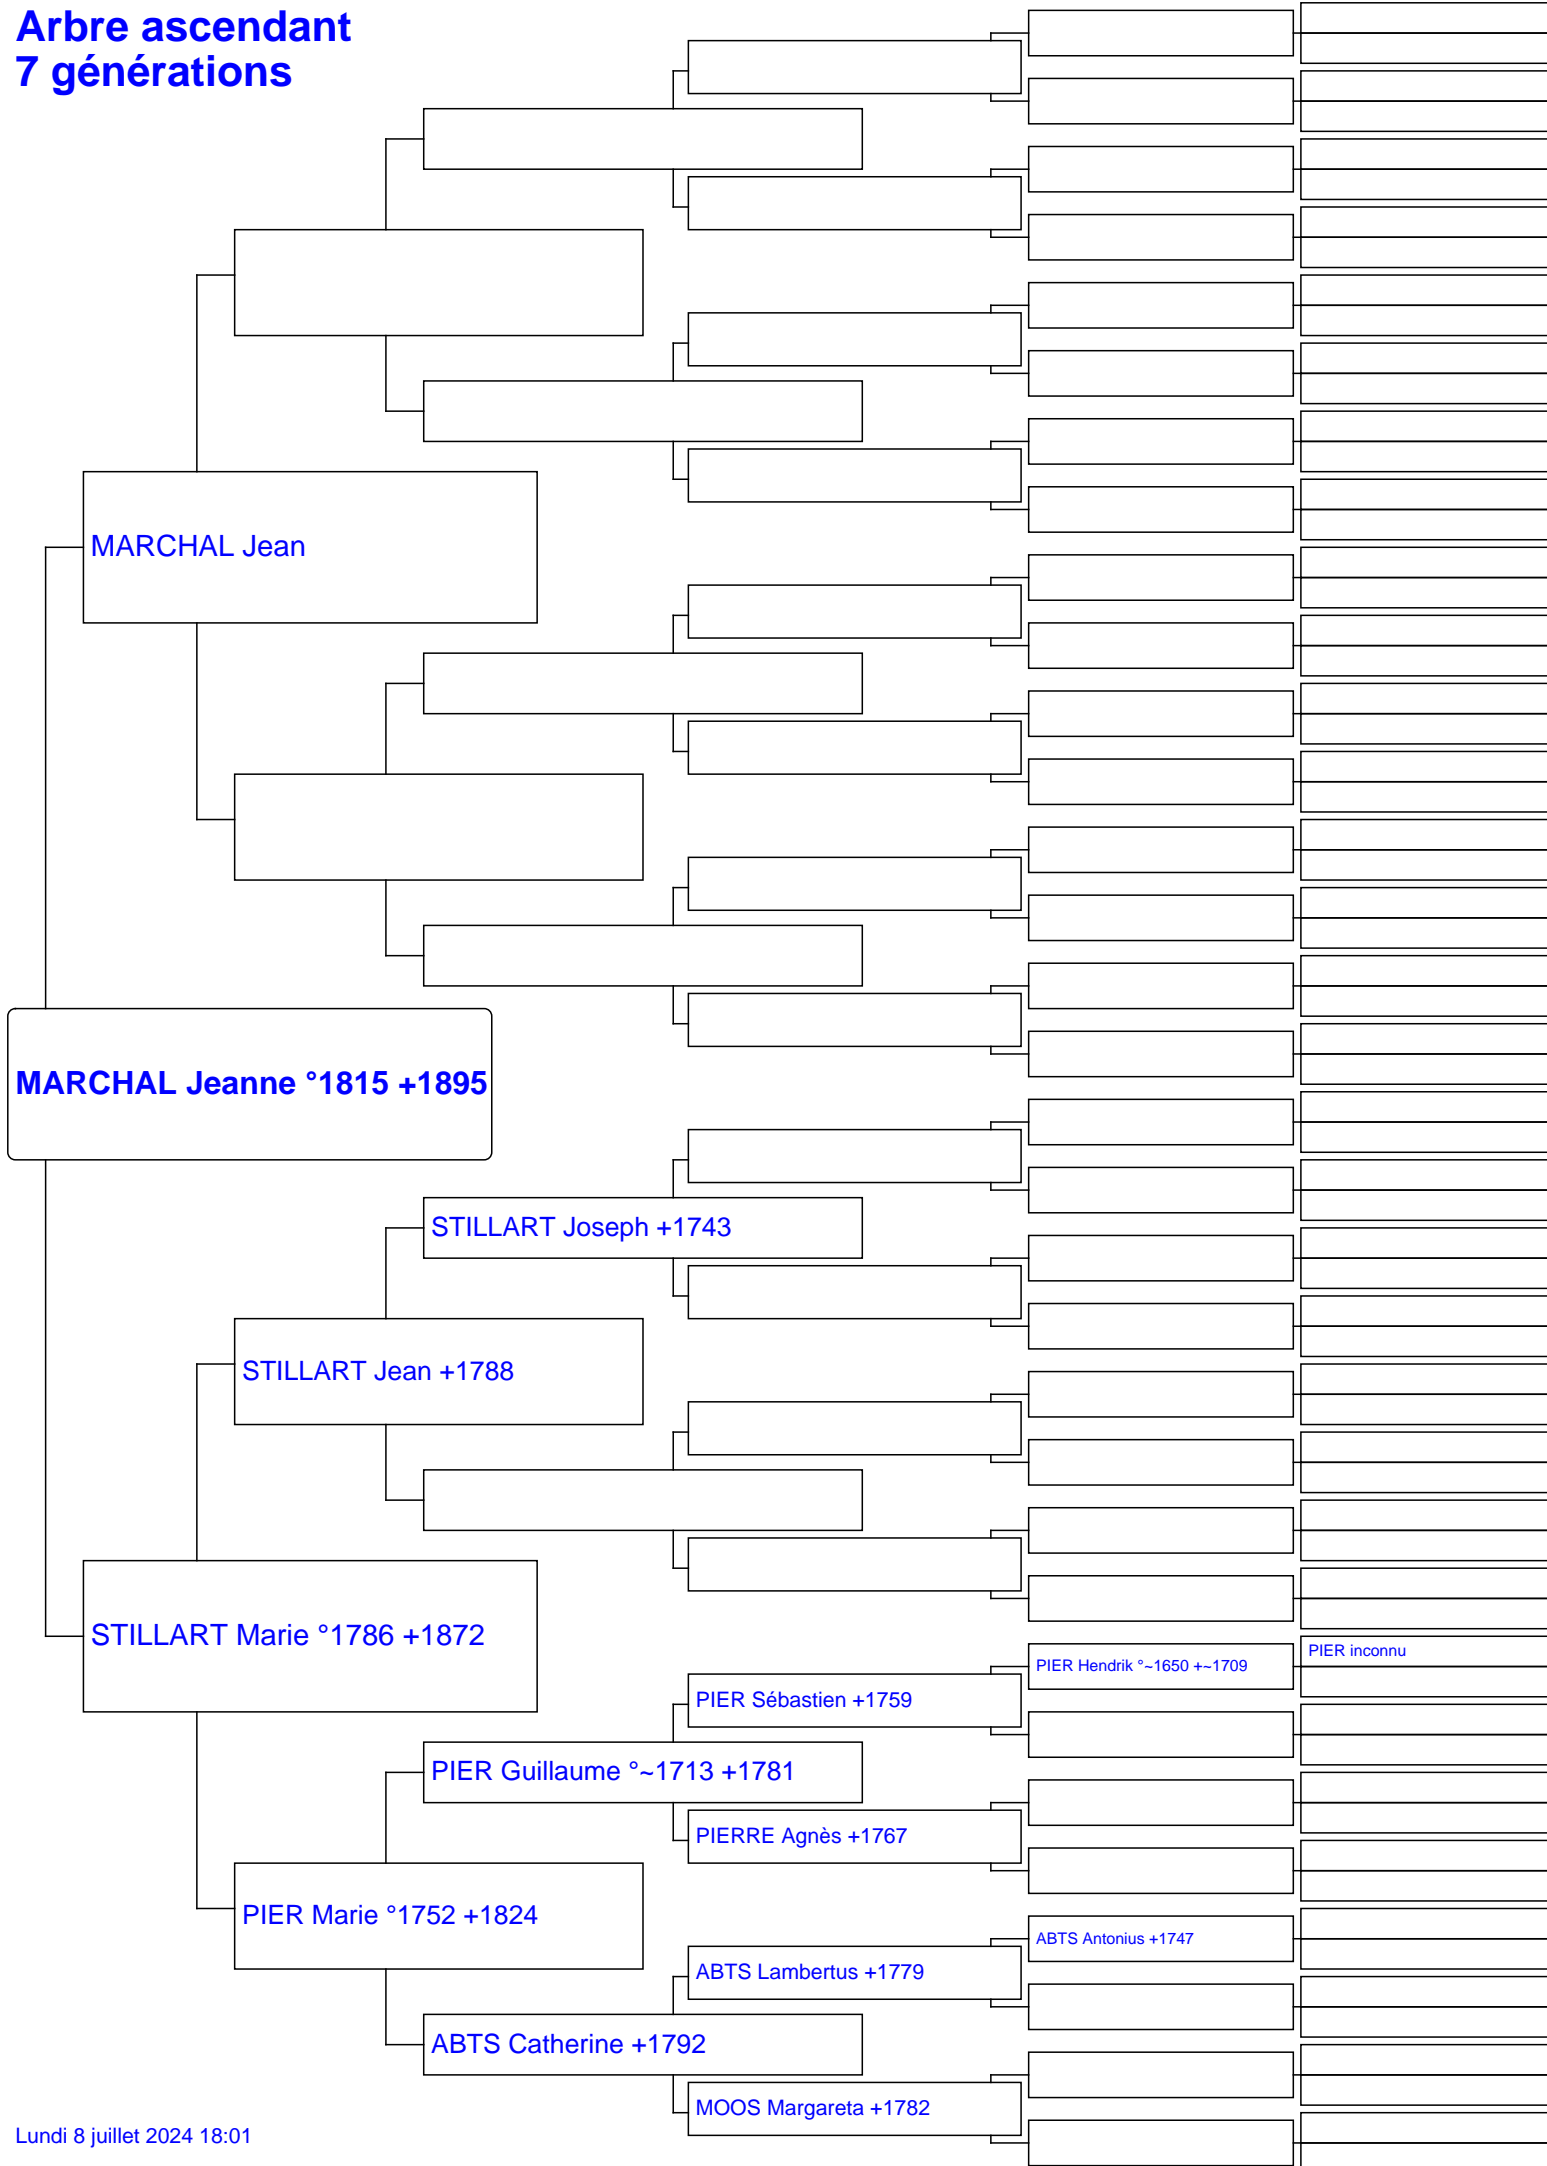 Arbre ascendant
7 générations
MARCHAL Jean
MARCHAL Jeanne °1815 +1895
STILLART Joseph +1743
STILLART Jean +1788
STILLART Marie °1786 +1872
PIER Hendrik °~1650 +~1709
PIER inconnu
PIER Sébastien +1759
PIER Guillaume °~1713 +1781
PIERRE Agnès +1767
PIER Marie °1752 +1824
ABTS Antonius +1747
ABTS Lambertus +1779
ABTS Catherine +1792
MOOS Margareta +1782
Lundi 8 juillet 2024 18:01